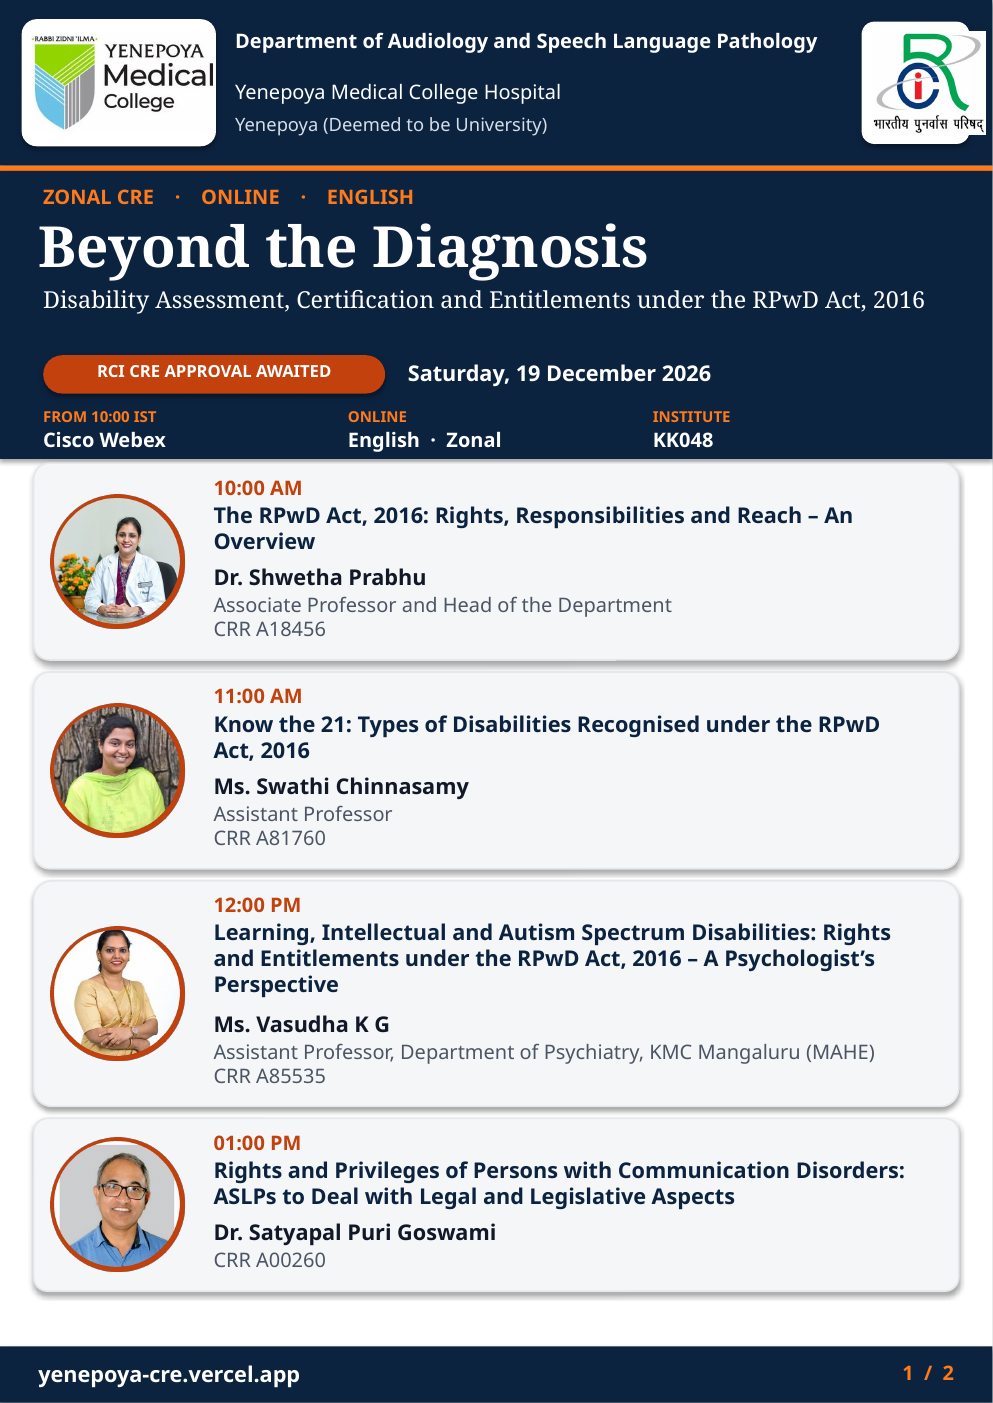 ·RABBI ZIDNI 'ILMA·
YENEPOYA
Medical
College
Department of Audiology and Speech Language Pathology
Yenepoya Medical College Hospital
Yenepoya (Deemed to be University)
R
C
i
भारतीय पुनर्वास परिषद्
ZONAL CRE · ONLINE · ENGLISH
Beyond the Diagnosis
Disability Assessment, Certification and Entitlements under the RPwD Act, 2016
RCI CRE APPROVAL AWAITED
Saturday, 19 December 2026
FROM 10:00 IST
Cisco Webex
ONLINE
English · Zonal
INSTITUTE
KK048
10:00 AM
The RPwD Act, 2016: Rights, Responsibilities and Reach – An
Overview
Dr. Shwetha Prabhu
Associate Professor and Head of the Department
CRR A18456
11:00 AM
Know the 21: Types of Disabilities Recognised under the RPwD
Act, 2016
Ms. Swathi Chinnasamy
Assistant Professor
CRR A81760
12:00 PM
Learning, Intellectual and Autism Spectrum Disabilities: Rights
and Entitlements under the RPwD Act, 2016 – A Psychologist’s
Perspective
Ms. Vasudha K G
Assistant Professor, Department of Psychiatry, KMC Mangaluru (MAHE)
CRR A85535
01:00 PM
Rights and Privileges of Persons with Communication Disorders:
ASLPs to Deal with Legal and Legislative Aspects
Dr. Satyapal Puri Goswami
CRR A00260
yenepoya-cre.vercel.app
1 / 2